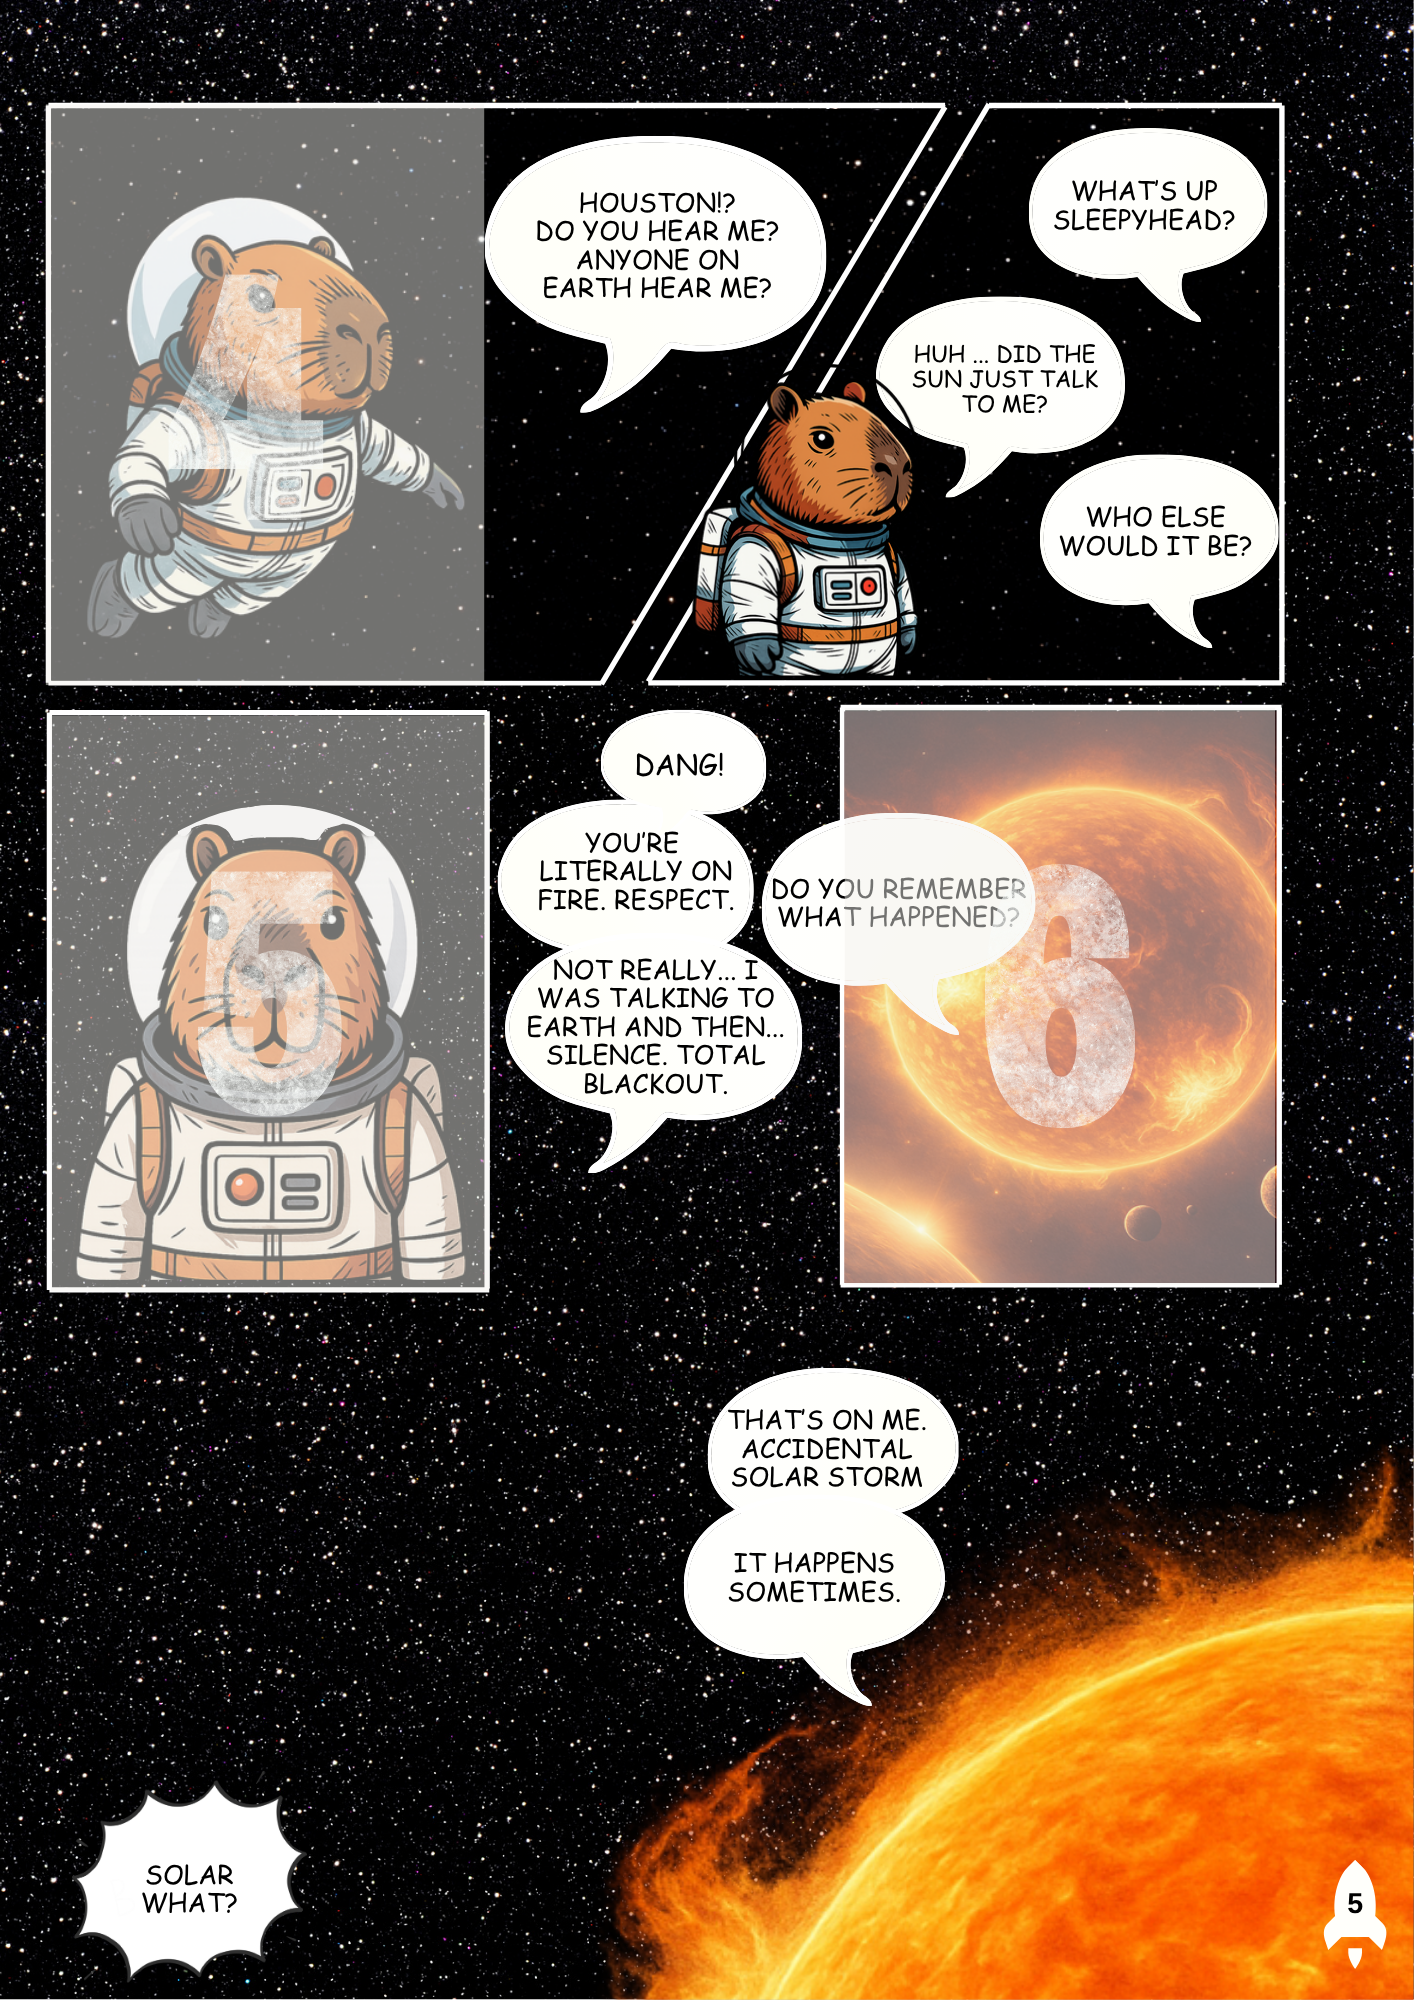 4
HOUSTON!?
DO YOU HEAR ME?
ANYONE ON
EARTH HEAR ME?
WHAT'S UP
SLEEPYHEAD?
HUH ... DID THE
SUN JUST TALK
TO ME?
WHO ELSE
WOULD IT BE?
5
DANG!
YOU'RE
LITERALLY ON
FIRE. RESPECT.
NOT REALLY... I
WAS TALKING TO
EARTH AND THEN...
SILENCE. TOTAL
BLACKOUT.
DO YOU REMEMBER
WHAT HAPPENED?
6
THAT'S ON ME.
ACCIDENTAL
SOLAR STORM
IT HAPPENS
SOMETIMES.
SOLAR
WHAT?
5